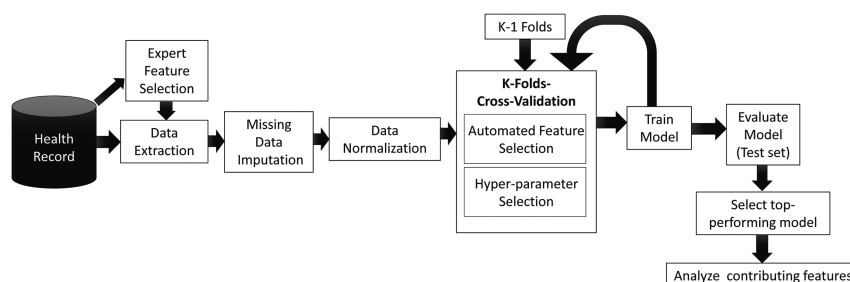 K-1 Folds
Expert
Feature
Selection
K-Folds-
Cross-Validation
Health
Record
Data
Extraction
Missing
Data
Imputation
Data
Normalization
Automated Feature
Selection
Hyper-parameter
Selection
Train
Model
Evaluate
Model
(Test set)
Select top-
performing model
Analyze contributing features